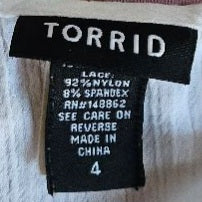 TORRID
LACE:
92% NYLON
8% SPANDEX
RN#148862
SEE CARE ON
REVERSE
MADE IN
CHINA
4